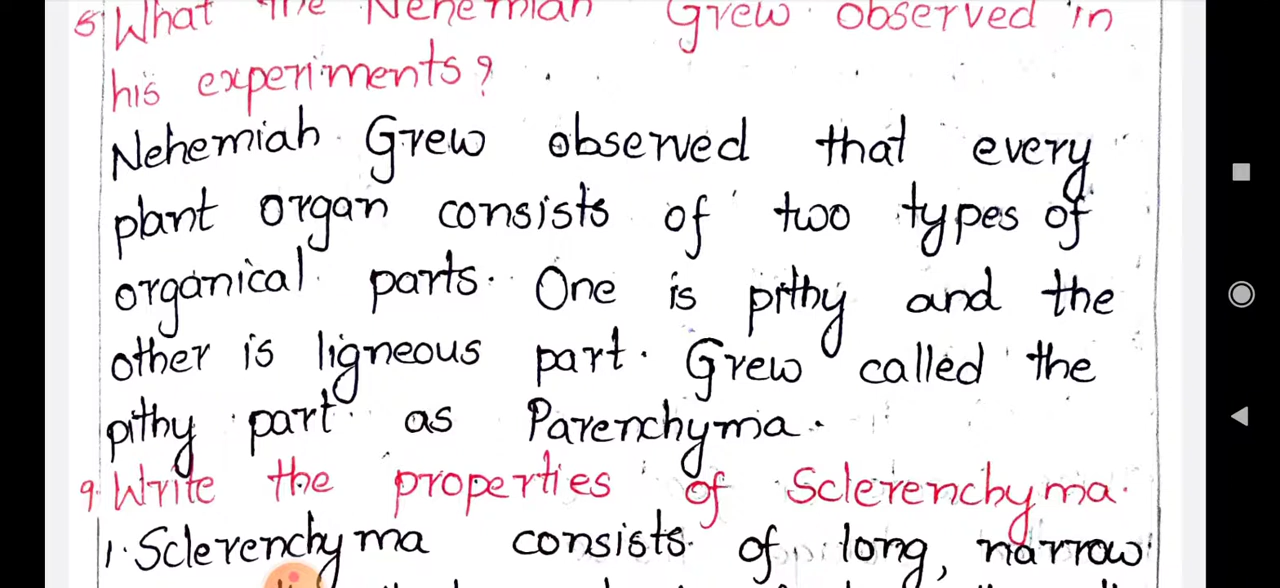 5 What the Nehemiah Grew observed in
his experiments?
Nehemiah Grew observed that every
plant organ consists of two types of
organical parts. One is pithy and the
other is ligneous part. Grew called the
pithy part as Parenchyma.
9. Write the properties of Sclerenchyma.
1. Sclerenchyma consists of long, narrow